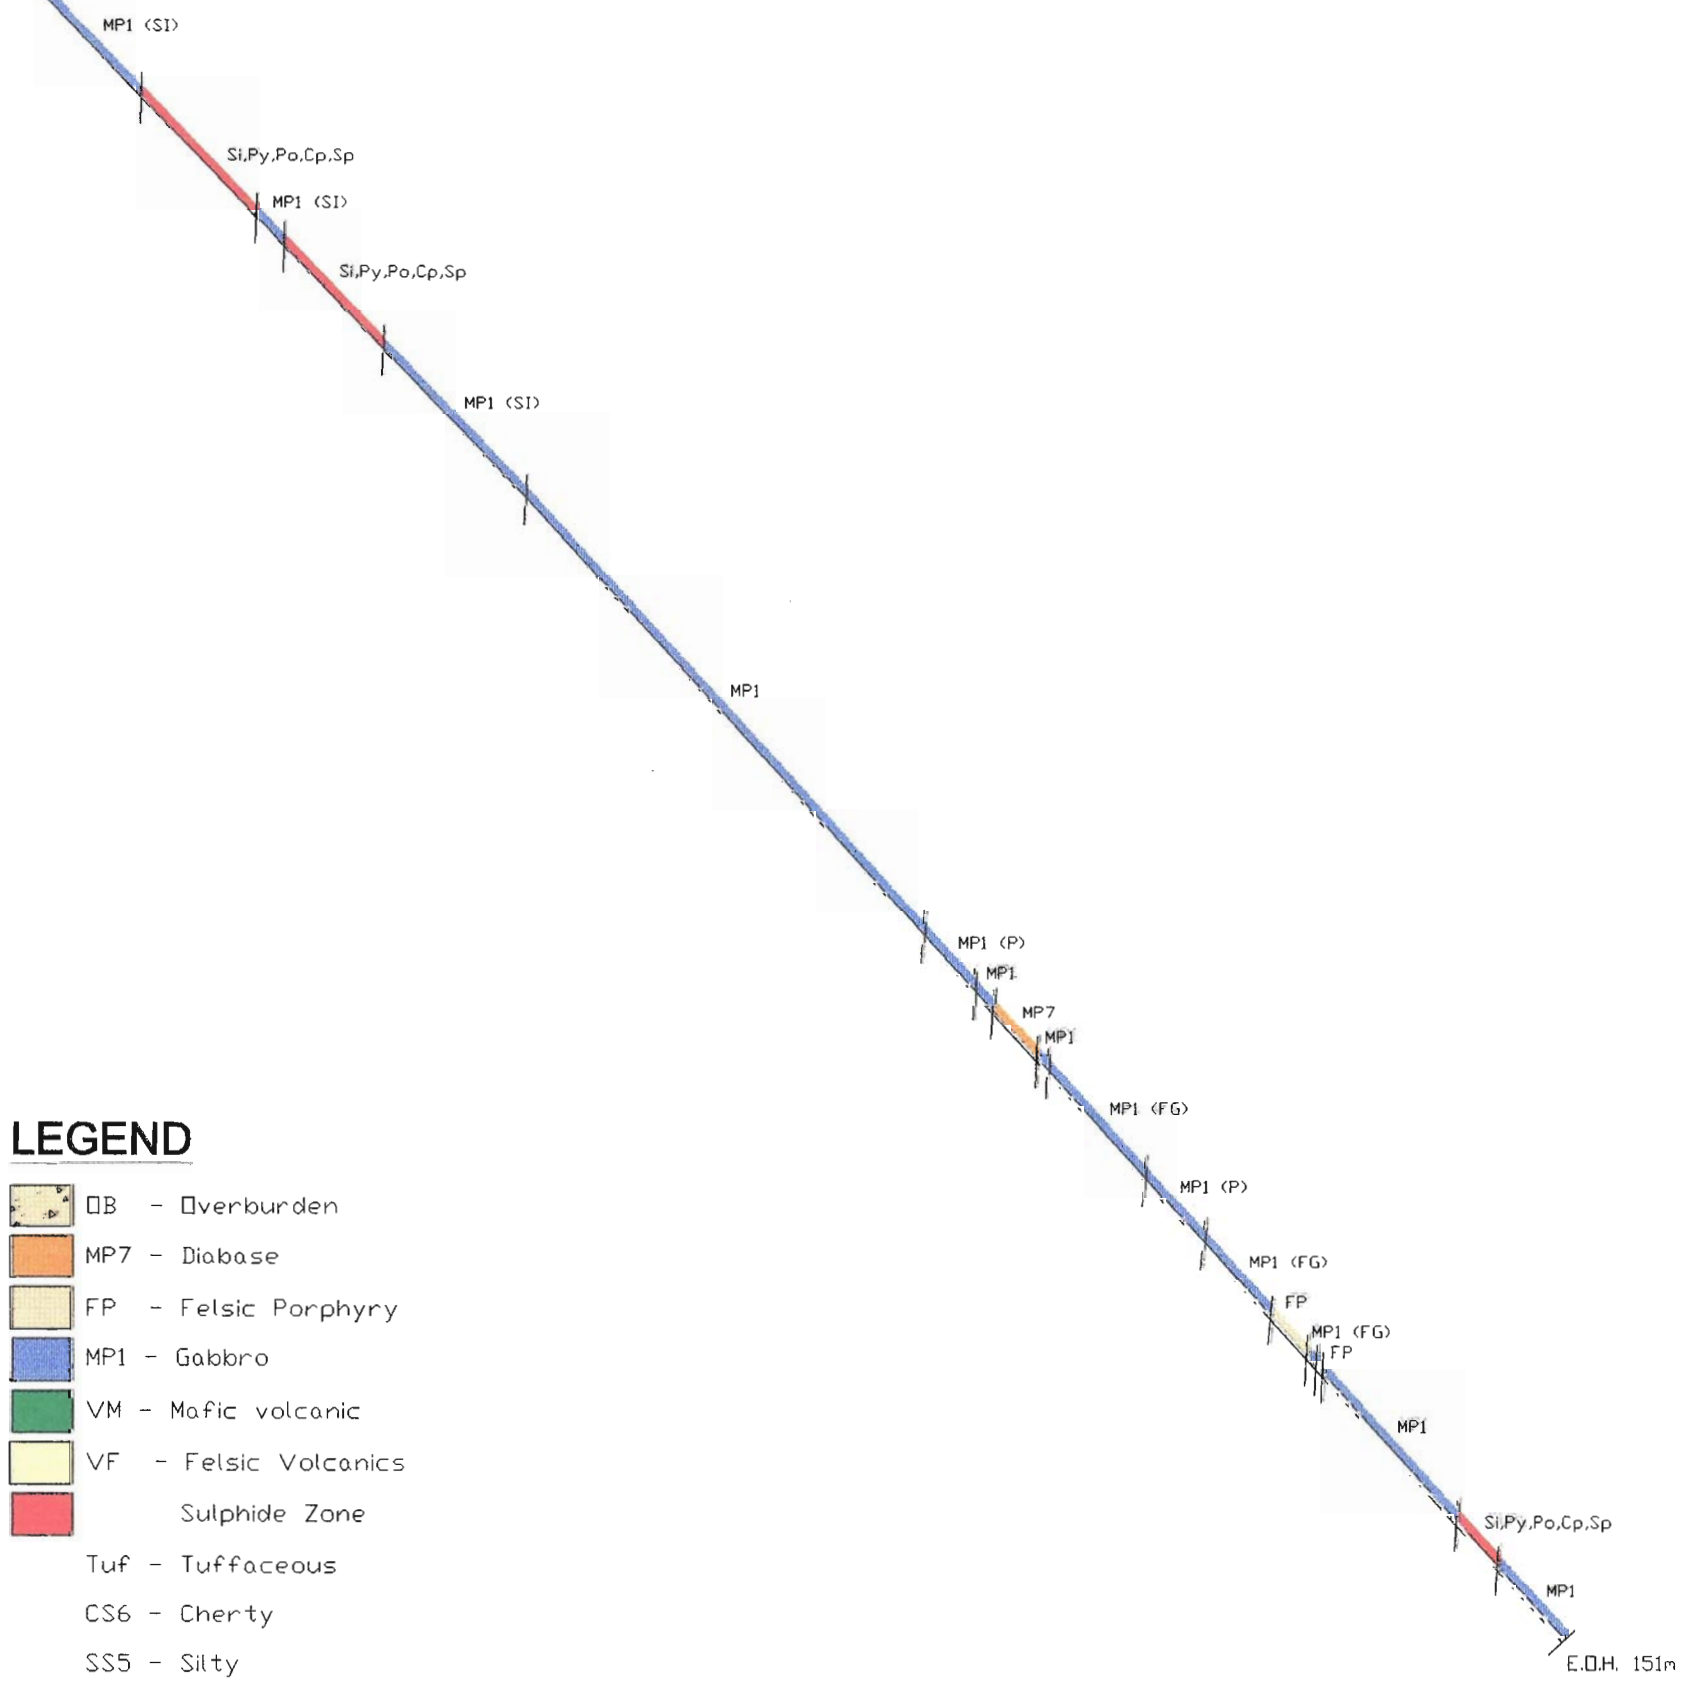 MP1 (SI)
Si,Py,Po,Cp,Sp
MP1 (SI)
Si,Py,Po,Cp,Sp
MP1 (SI)
MP1
MP1 (P)
MP1
MP7
MP1
MP1 (FG)
MP1 (P)
MP1 (FG)
FP
MP1 (FG)
FP
MP1
Si,Py,Po,Cp,Sp
MP1
E.O.H. 151m
LEGEND
OB - Overburden
MP7 - Diabase
FP - Felsic Porphyry
MP1 - Gabbro
VM - Mafic volcanic
VF - Felsic Volcanics
Sulphide Zone
Tuf - Tuffaceous
CS6 - Cherty
SS5 - Silty